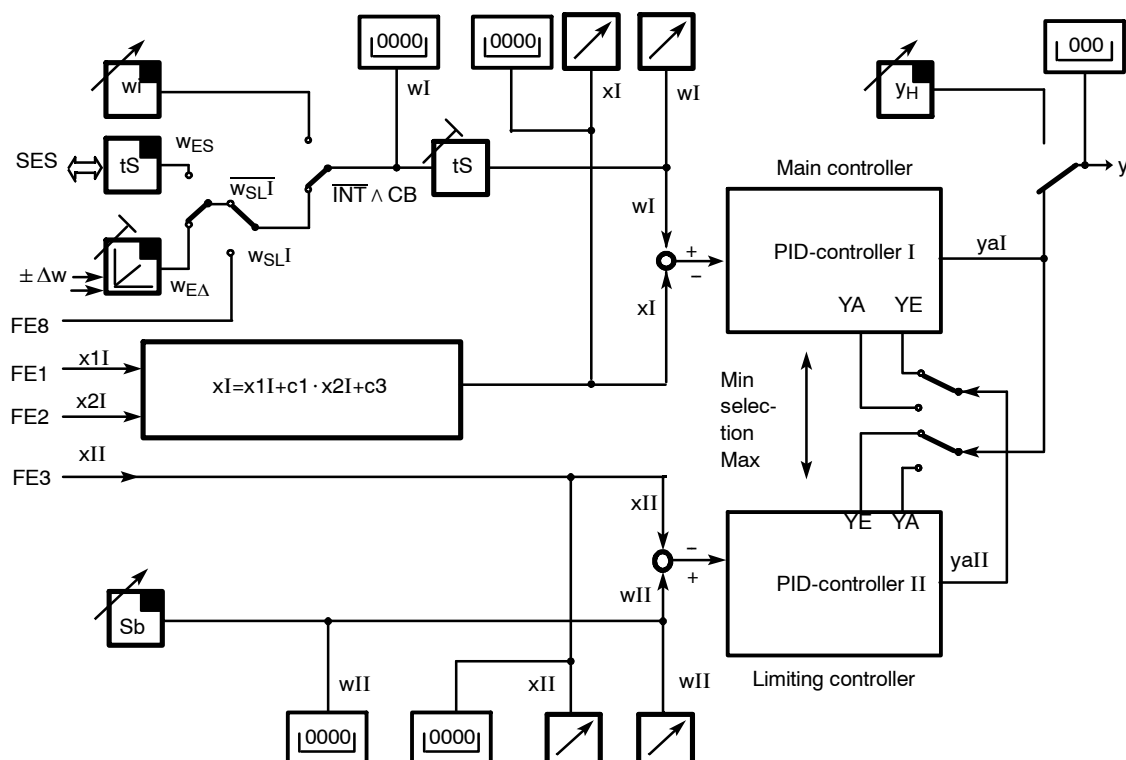 0000
0000
000
wi
wI
xI
wI
yH
SES
tS
wES
tS
Main controller
y
wSLI
INT ∧ CB
wI
PID-controller I
yaI
± Δw
wEΔ
wSLI
+
−
xI
YA YE
FE8
FE1
x1I
xI=x1I+c1 · x2I+c3
Min
selec-
tion
Max
FE2
x2I
xII
FE3
xII
YE YA
−
+
yaII
PID-controller II
wII
Sb
wII
xII
wII
Limiting controller
0000
0000